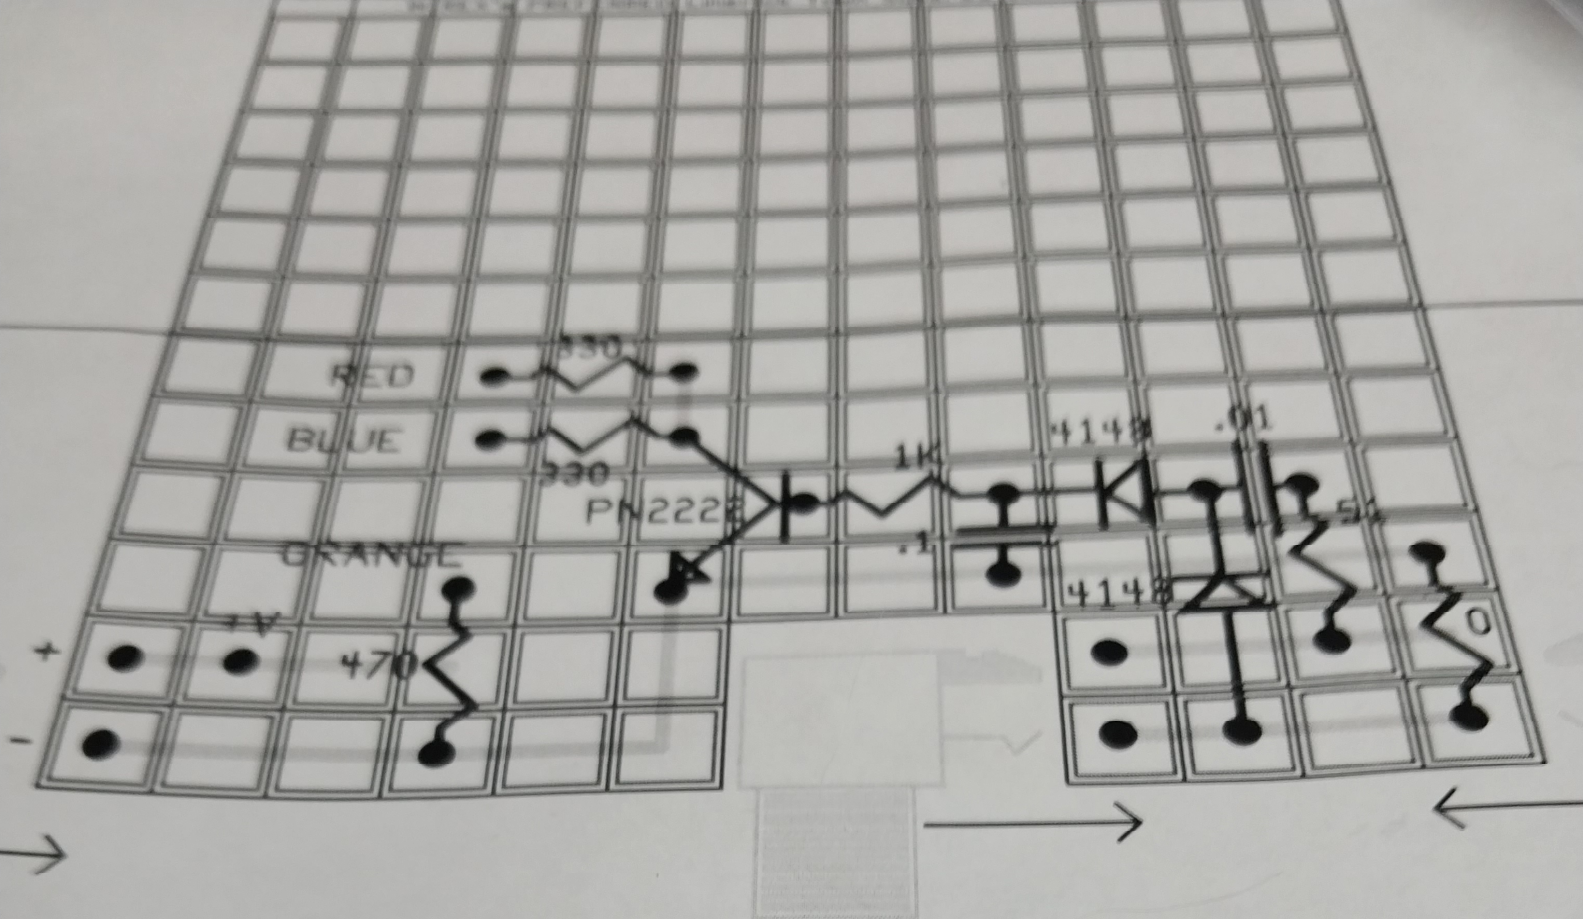 330
RED
BLUE
330
4148
.01
1K
PN2222
51
.1
ORANGE
4148
+V
0
+
470
-